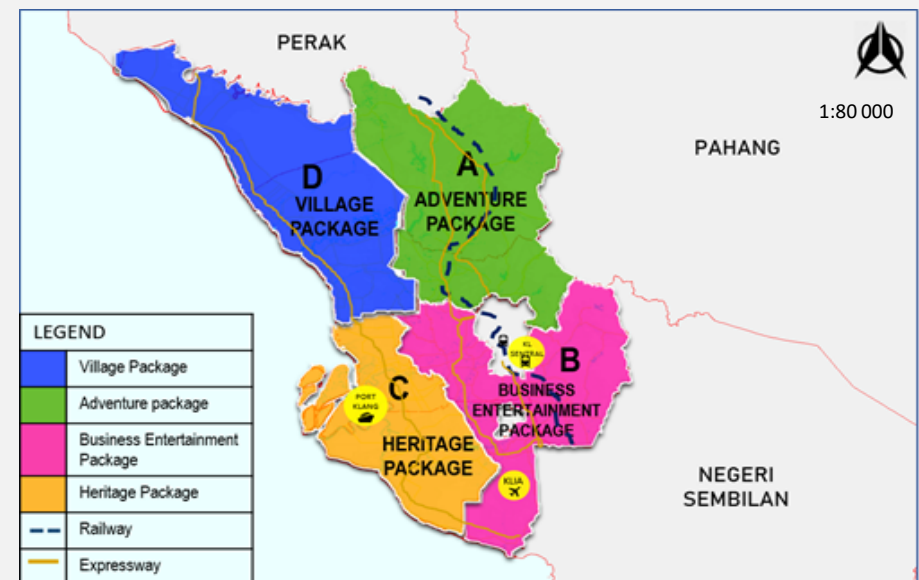 PERAK
1:80 000
PAHANG
A
ADVENTURE
PACKAGE
D
VILLAGE
PACKAGE
KL
SENTRAL
B
BUSINESS
ENTERTAINMENT
PACKAGE
PORT
KLANG
C
HERITAGE
PACKAGE
KLIA
NEGERI
SEMBILAN
LEGEND
Village Package
Adventure package
Business Entertainment
Package
Heritage Package
Railway
Expressway